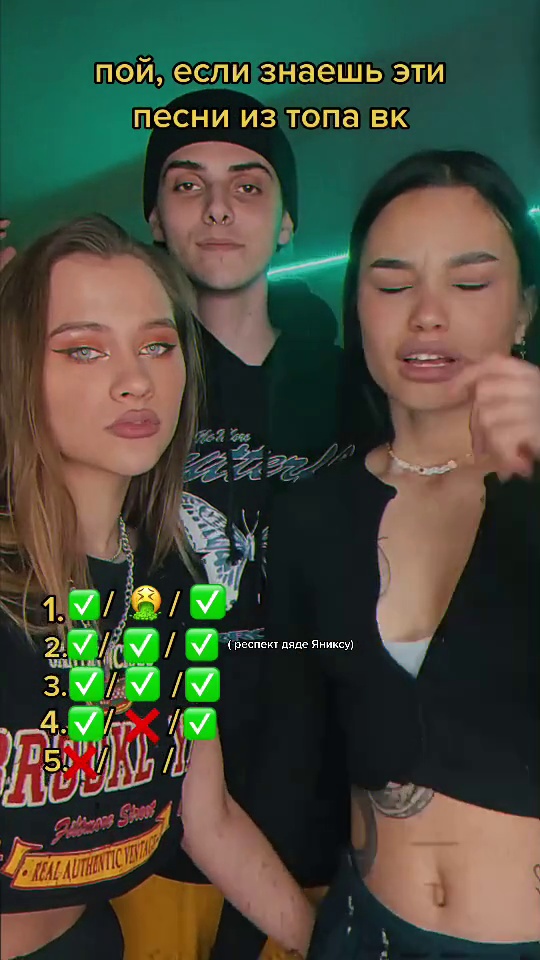 пой, если знаешь эти
песни из топа вк
1. ✅ / 🤮 / ✅
2. ✅ / ✅ / ✅ ( респект дяде Яниксу)
3. ✅ / ✅ / ✅
4. ✅ / ❌ / ✅
5. ❌ / /
BROOKLY
Fillmore Street
REAL AUTHENTIC VINTAGE